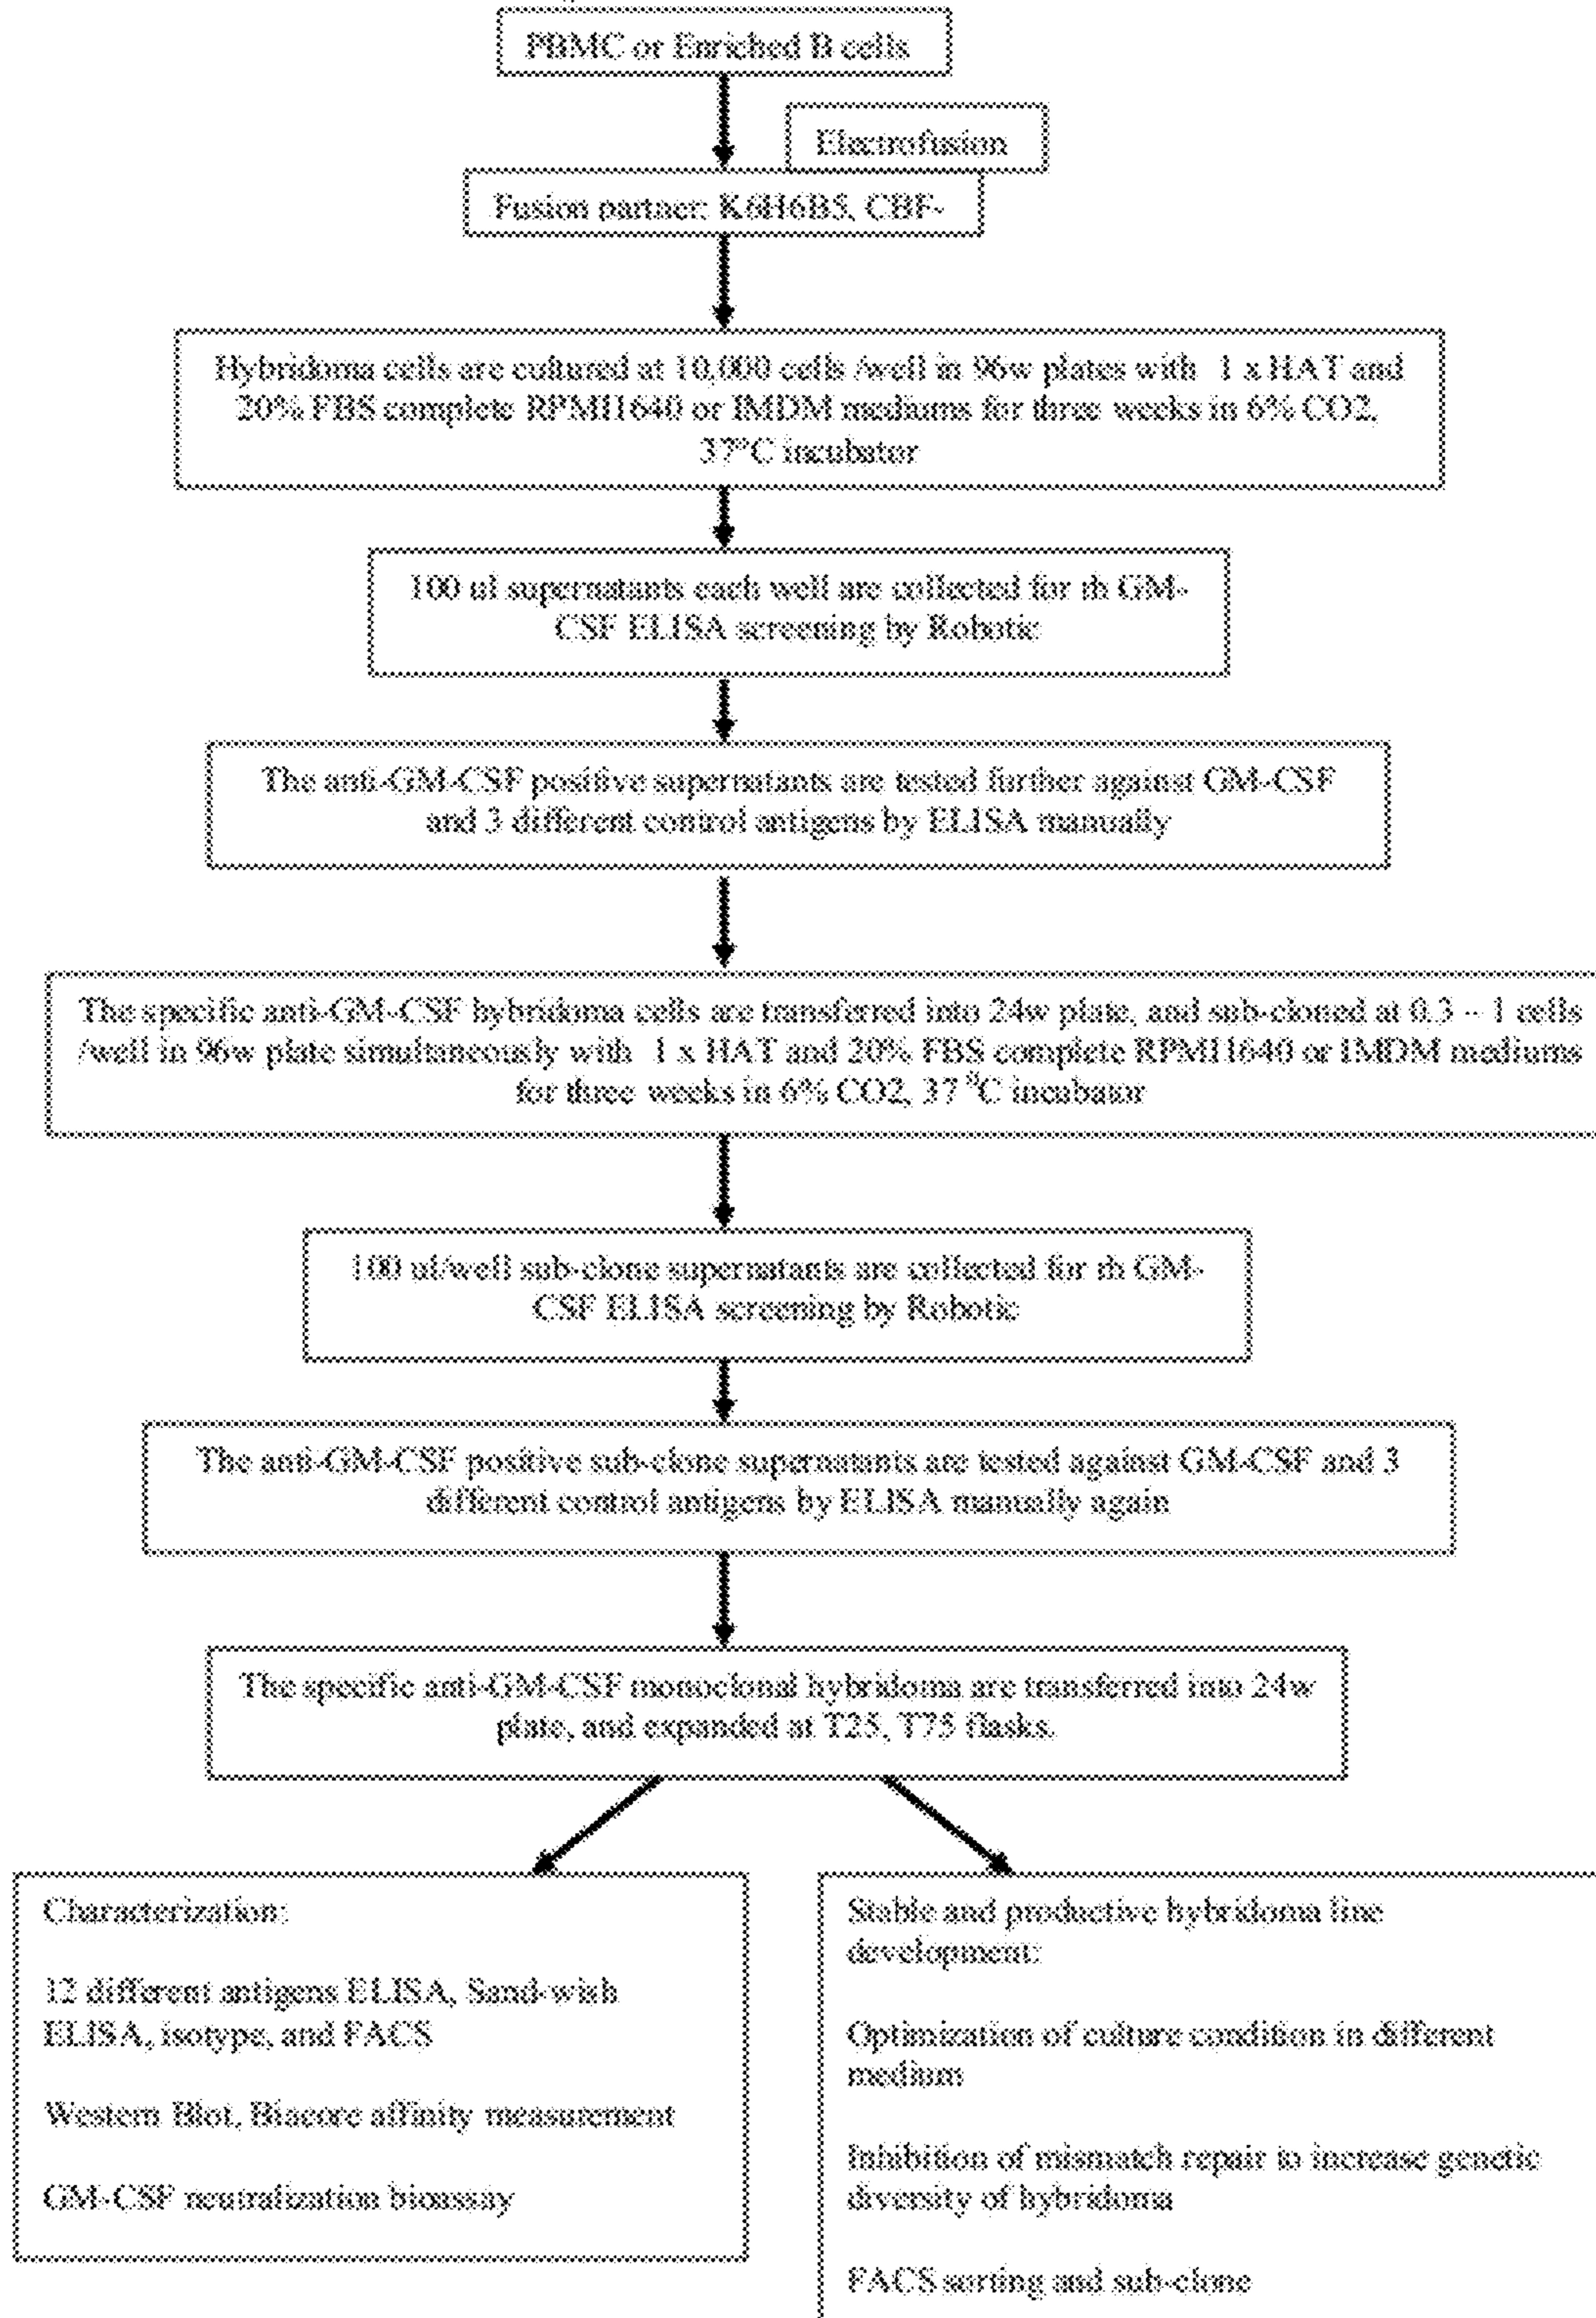 PBMC or Enriched B cells
Electrofusion
Fusion partner: K6H6B5, CBF-
Hybridoma cells are cultured at 10,000 cells /well in 96w plates with 1 x HAT and
20% FBS complete RPMI1640 or IMDM mediums for three weeks in 6% CO2,
37°C incubator
100 ul supernatants each well are collected for rh GM-
CSF ELISA screening by Robotic
The anti-GM-CSF positive supernatants are tested further against GM-CSF
and 3 different control antigens by ELISA manually
The specific anti-GM-CSF hybridoma cells are transferred into 24w plate, and sub-cloned at 0.3 – 1 cells
/well in 96w plate simultaneously with 1 x HAT and 20% FBS complete RPMI1640 or IMDM mediums
for three weeks in 6% CO2, 37 °C incubator
100 ul/well sub-clone supernatants are collected for rh GM-
CSF ELISA screening by Robotic
The anti-GM-CSF positive sub-clone supernatants are tested against GM-CSF and 3
different control antigens by ELISA manually again
The specific anti-GM-CSF monoclonal hybridoma are transferred into 24w
plate, and expanded at T25, T75 flasks.
Characterization:
12 different antigens ELISA, Sand-wish
ELISA, isotype, and FACS
Western Blot, Biacore affinity measurement
GM-CSF neutralization bioassay
Stable and productive hybridoma line
development:
Optimization of culture condition in different
medium
Inhibition of mismatch repair to increase genetic
diversity of hybridoma
FACS sorting and sub-clone